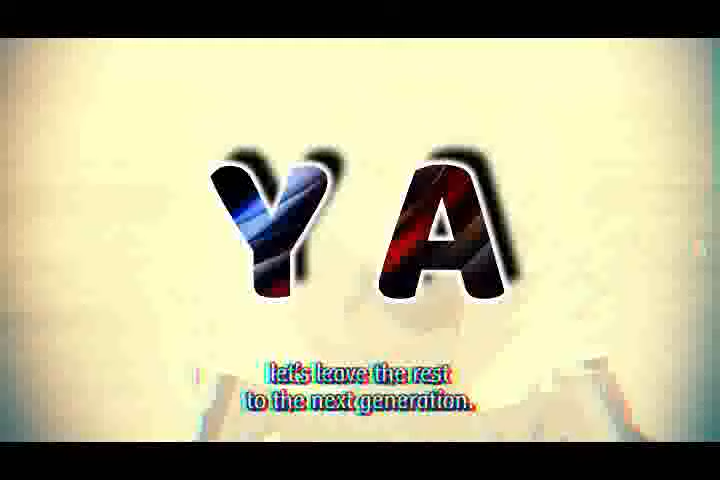 Y A
let's leave the rest
to the next generation.